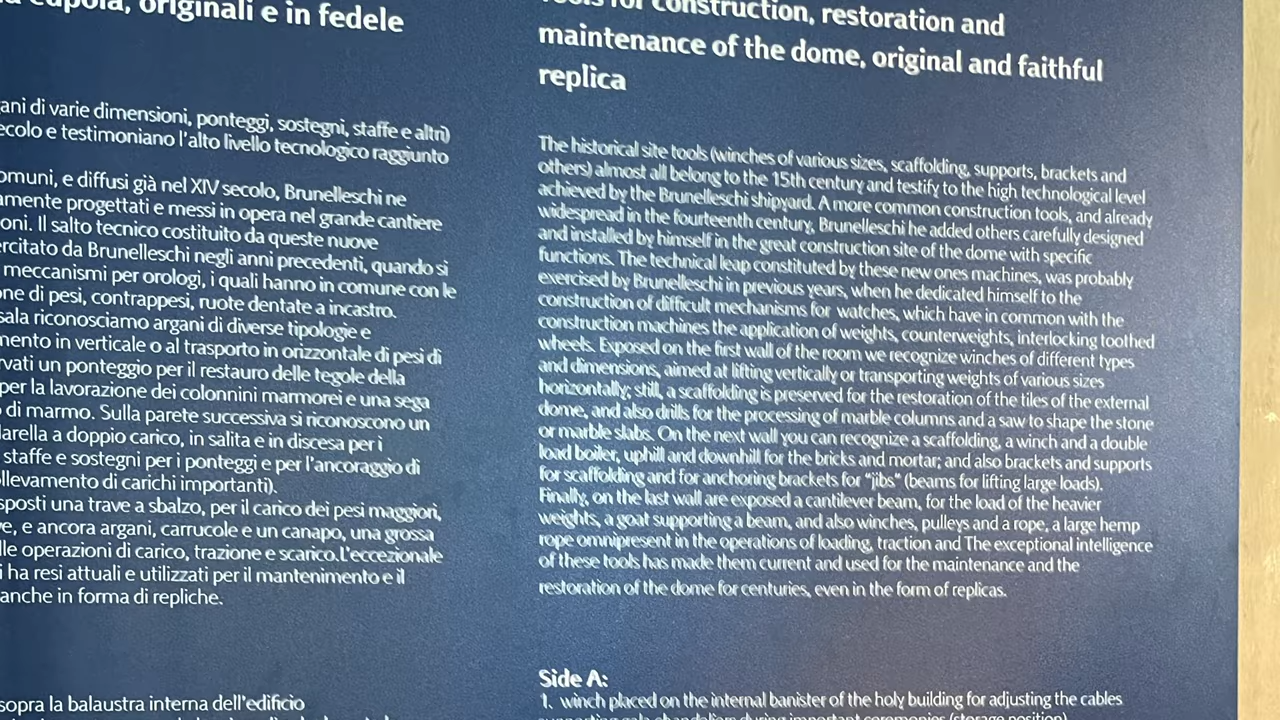 cupola, originali e in fedele
ani di varie dimensioni, ponteggi, sostegni, staffe e altri)
ecolo e testimoniano l'alto livello tecnologico raggiunto
omuni, e diffusi già nel XIV secolo, Brunelleschi ne
amente progettati e messi in opera nel grande cantiere
oni. Il salto tecnico costituito da queste nuove
ercitato da Brunelleschi negli anni precedenti, quando si
meccanismi per orologi, i quali hanno in comune con le
one di pesi, contrappesi, ruote dentate a incastro.
sala riconosciamo argani di diverse tipologie e
mento in verticale o al trasporto in orizzontale di pesi di
rvati un ponteggio per il restauro delle tegole della
per la lavorazione dei colonnini marmorei e una sega
di marmo. Sulla parete successiva si riconoscono un
larella a doppio carico, in salita e in discesa per i
staffe e sostegni per i ponteggi e per l'ancoraggio di
llevamento di carichi importanti).
sposti una trave a sbalzo, per il carico dei pesi maggiori,
e, e ancora argani, carrucole e un canapo, una grossa
lle operazioni di carico, trazione e scarico.L'eccezionale
i ha resi attuali e utilizzati per il mantenimento e il
anche in forma di repliche.
sopra la balaustra interna dell'edificio
Tools for construction, restoration and
maintenance of the dome, original and faithful
replica
The historical site tools (winches of various sizes, scaffolding, supports, brackets and
others) almost all belong to the 15th century and testify to the high technological level
achieved by the Brunelleschi shipyard. A more common construction tools, and already
widespread in the fourteenth century, Brunelleschi he added others carefully designed
and installed by himself in the great construction site of the dome with specific
functions. The technical leap constituted by these new ones machines, was probably
exercised by Brunelleschi in previous years, when he dedicated himself to the
construction of difficult mechanisms for watches, which have in common with the
construction machines the application of weights, counterweights, interlocking toothed
wheels. Exposed on the first wall of the room we recognize winches of different types
and dimensions, aimed at lifting vertically or transporting weights of various sizes
horizontally; still, a scaffolding is preserved for the restoration of the tiles of the external
dome, and also drills for the processing of marble columns and a saw to shape the stone
or marble slabs. On the next wall you can recognize a scaffolding, a winch and a double
load boiler, uphill and downhill for the bricks and mortar; and also brackets and supports
for scaffolding and for anchoring brackets for "jibs" (beams for lifting large loads).
Finally, on the last wall are exposed a cantilever beam, for the load of the heavier
weights, a goat supporting a beam, and also winches, pulleys and a rope, a large hemp
rope omnipresent in the operations of loading, traction and The exceptional intelligence
of these tools has made them current and used for the maintenance and the
restoration of the dome for centuries, even in the form of replicas.
Side A:
1. winch placed on the internal banister of the holy building for adjusting the cables
supporting gala chandeliers during important ceremonies (storage position)